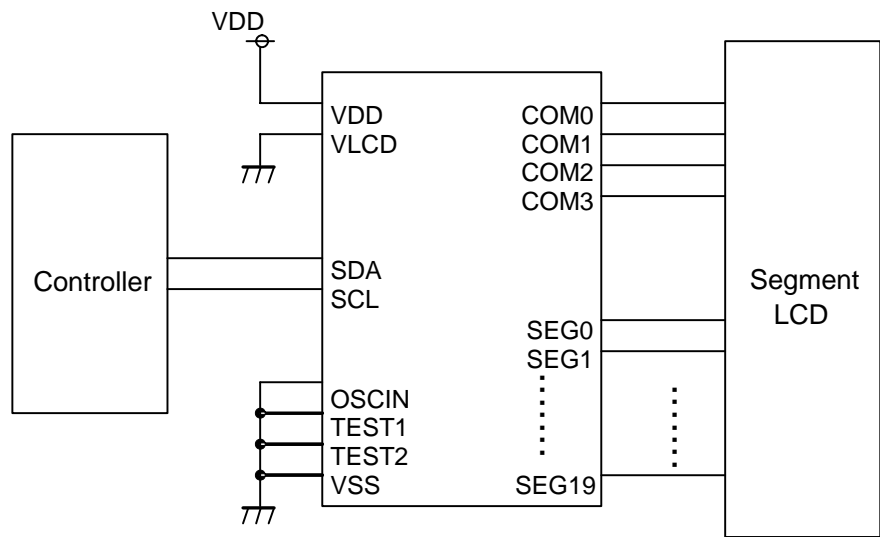 VDD
VDD
VLCD
SDA
SCL
OSCIN
TEST1
TEST2
VSS
COM0
COM1
COM2
COM3
SEG0
SEG1
SEG19
Controller
Segment
LCD